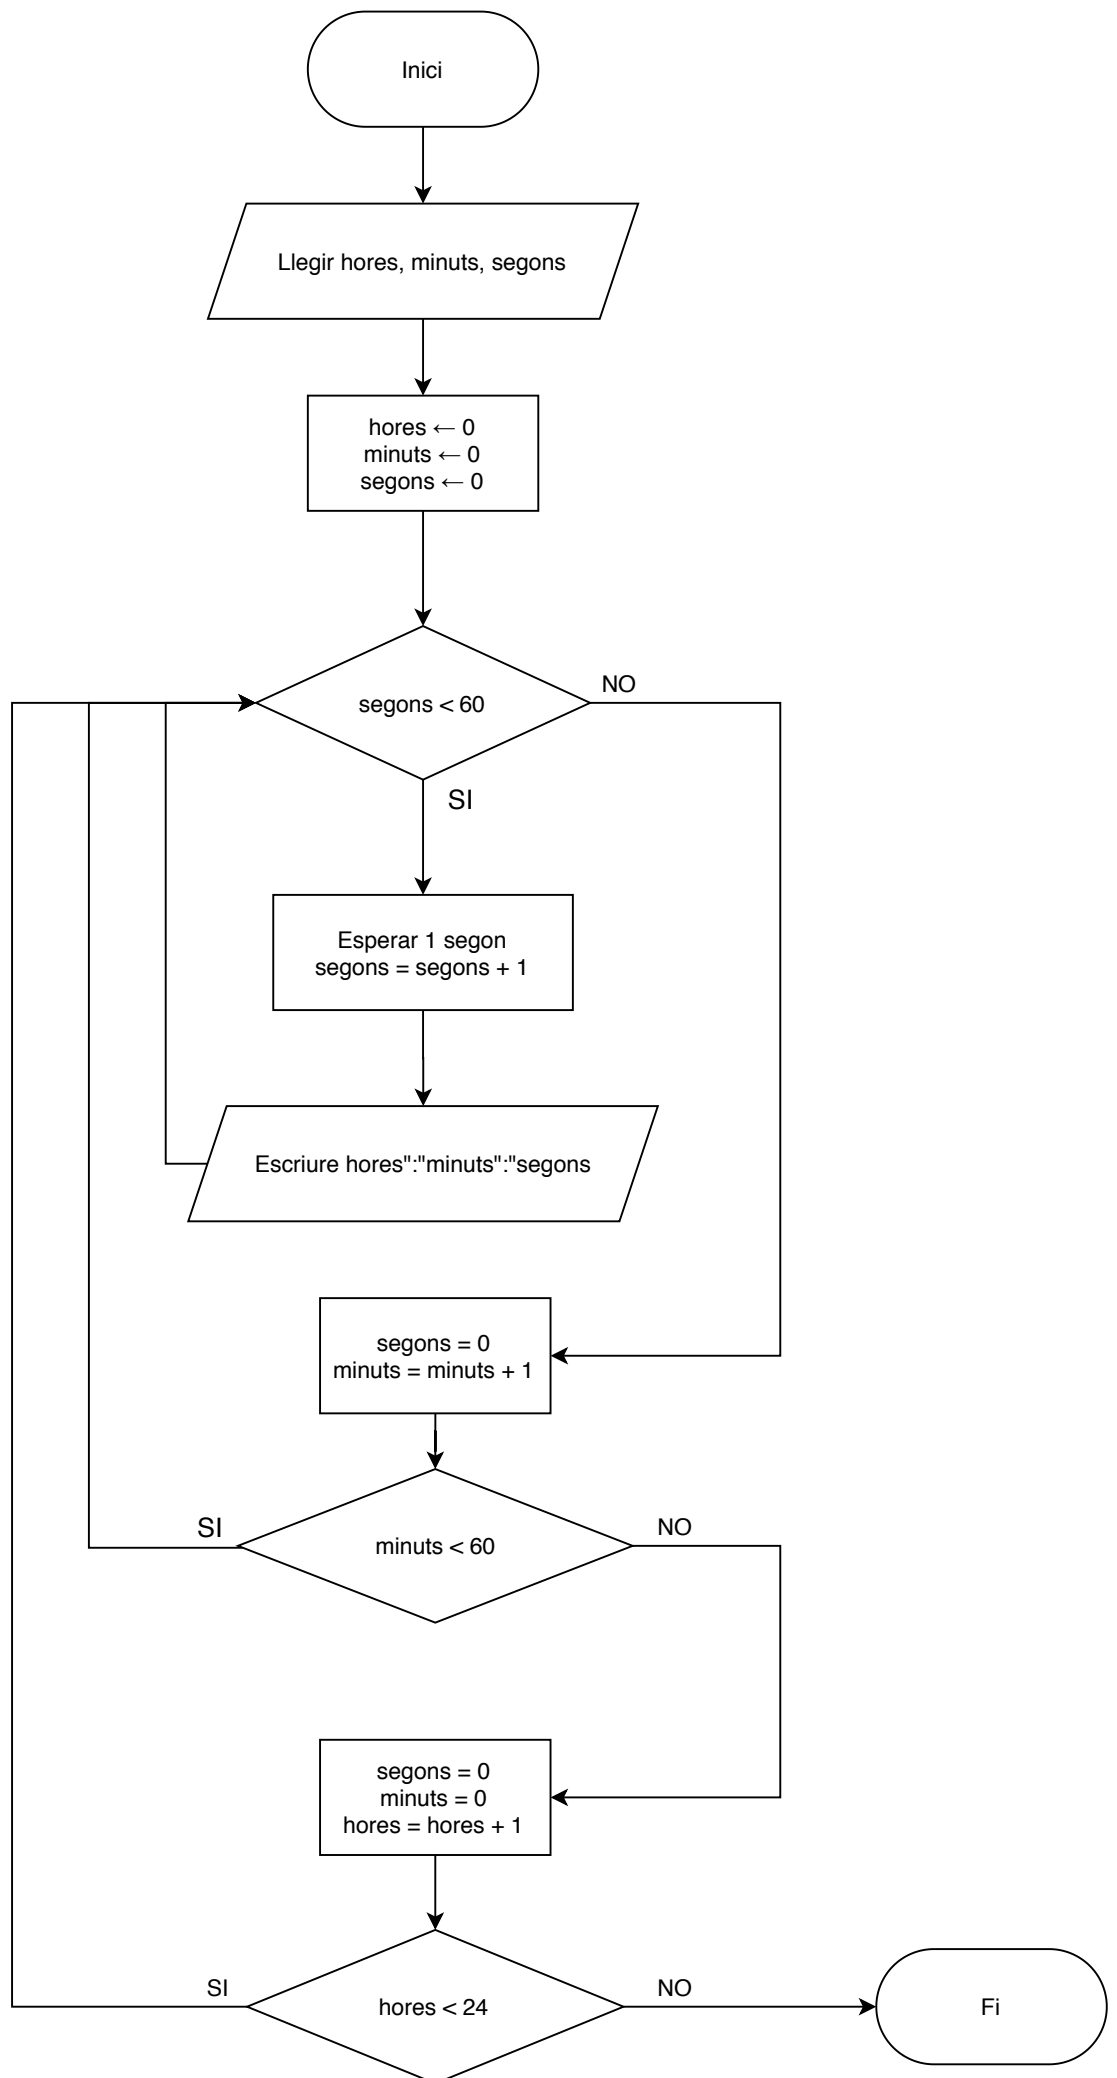 Inici
Llegir hores, minuts, segons
hores ← 0
minuts ← 0
segons ← 0
segons < 60
NO
SI
Esperar 1 segon
segons = segons + 1
Escriure hores":"minuts":"segons
segons = 0
minuts = minuts + 1
SI
minuts < 60
NO
segons = 0
minuts = 0
hores = hores + 1
SI
hores < 24
NO
Fi